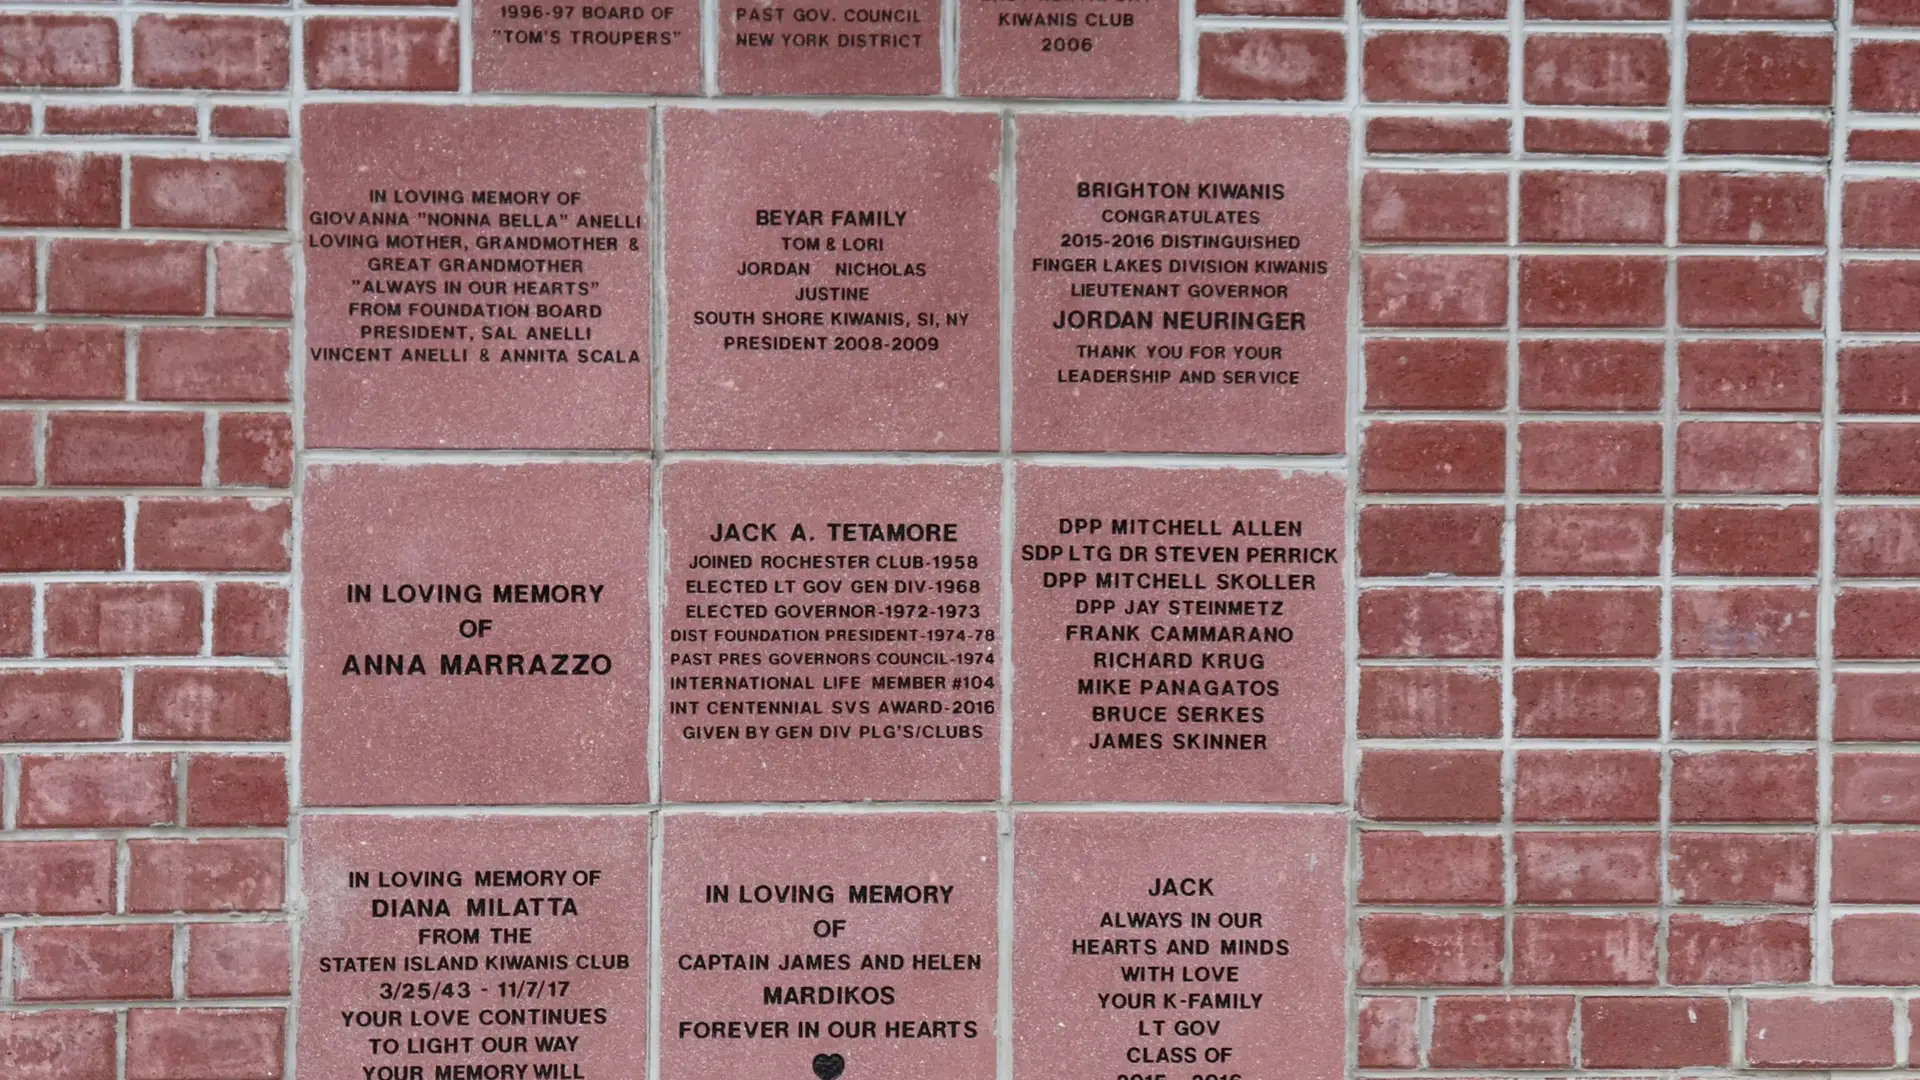 1996-97 BOARD OF
"TOM'S TROUPERS"
PAST GOV. COUNCIL
NEW YORK DISTRICT
KIWANIS CLUB
2006
IN LOVING MEMORY OF
GIOVANNA "NONNA BELLA" ANELLI
LOVING MOTHER, GRANDMOTHER &
GREAT GRANDMOTHER
"ALWAYS IN OUR HEARTS"
FROM FOUNDATION BOARD
PRESIDENT, SAL ANELLI
VINCENT ANELLI & ANNITA SCALA
BEYAR FAMILY
TOM & LORI
JORDAN NICHOLAS
JUSTINE
SOUTH SHORE KIWANIS, SI, NY
PRESIDENT 2008-2009
BRIGHTON KIWANIS
CONGRATULATES
2015-2016 DISTINGUISHED
FINGER LAKES DIVISION KIWANIS
LIEUTENANT GOVERNOR
JORDAN NEURINGER
THANK YOU FOR YOUR
LEADERSHIP AND SERVICE
IN LOVING MEMORY
OF
ANNA MARRAZZO
JACK A. TETAMORE
JOINED ROCHESTER CLUB-1958
ELECTED LT GOV GEN DIV-1968
ELECTED GOVERNOR-1972-1973
DIST FOUNDATION PRESIDENT-1974-78
PAST PRES GOVERNORS COUNCIL-1974
INTERNATIONAL LIFE MEMBER #104
INT CENTENNIAL SVS AWARD-2016
GIVEN BY GEN DIV PLG'S/CLUBS
DPP MITCHELL ALLEN
SDP LTG DR STEVEN PERRICK
DPP MITCHELL SKOLLER
DPP JAY STEINMETZ
FRANK CAMMARANO
RICHARD KRUG
MIKE PANAGATOS
BRUCE SERKES
JAMES SKINNER
IN LOVING MEMORY OF
DIANA MILATTA
FROM THE
STATEN ISLAND KIWANIS CLUB
3/25/43 - 11/7/17
YOUR LOVE CONTINUES
TO LIGHT OUR WAY
YOUR MEMORY WILL
IN LOVING MEMORY
OF
CAPTAIN JAMES AND HELEN
MARDIKOS
FOREVER IN OUR HEARTS
JACK
ALWAYS IN OUR
HEARTS AND MINDS
WITH LOVE
YOUR K-FAMILY
LT GOV
CLASS OF
2015 - 2016